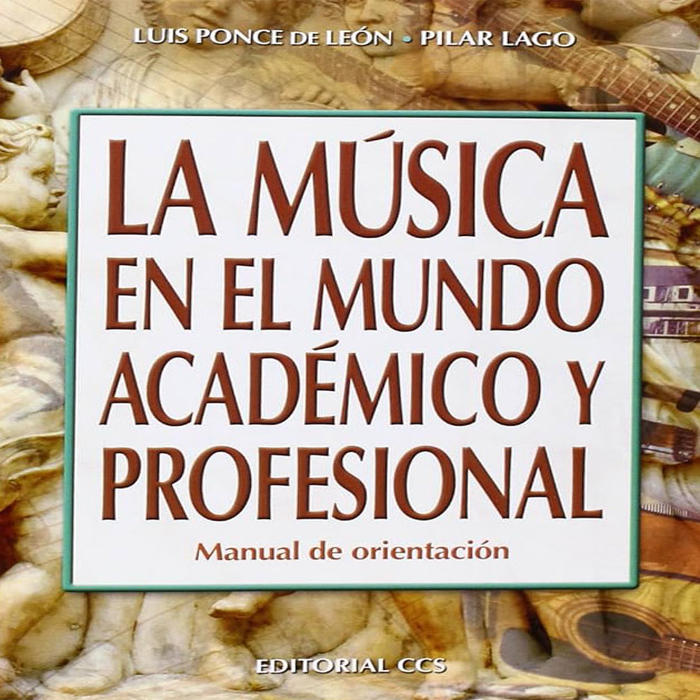 LUIS PONCE DE LEÓN • PILAR LAGO
LA MÚSICA
EN EL MUNDO
ACADÉMICO Y
PROFESIONAL
Manual de orientación
EDITORIAL CCS